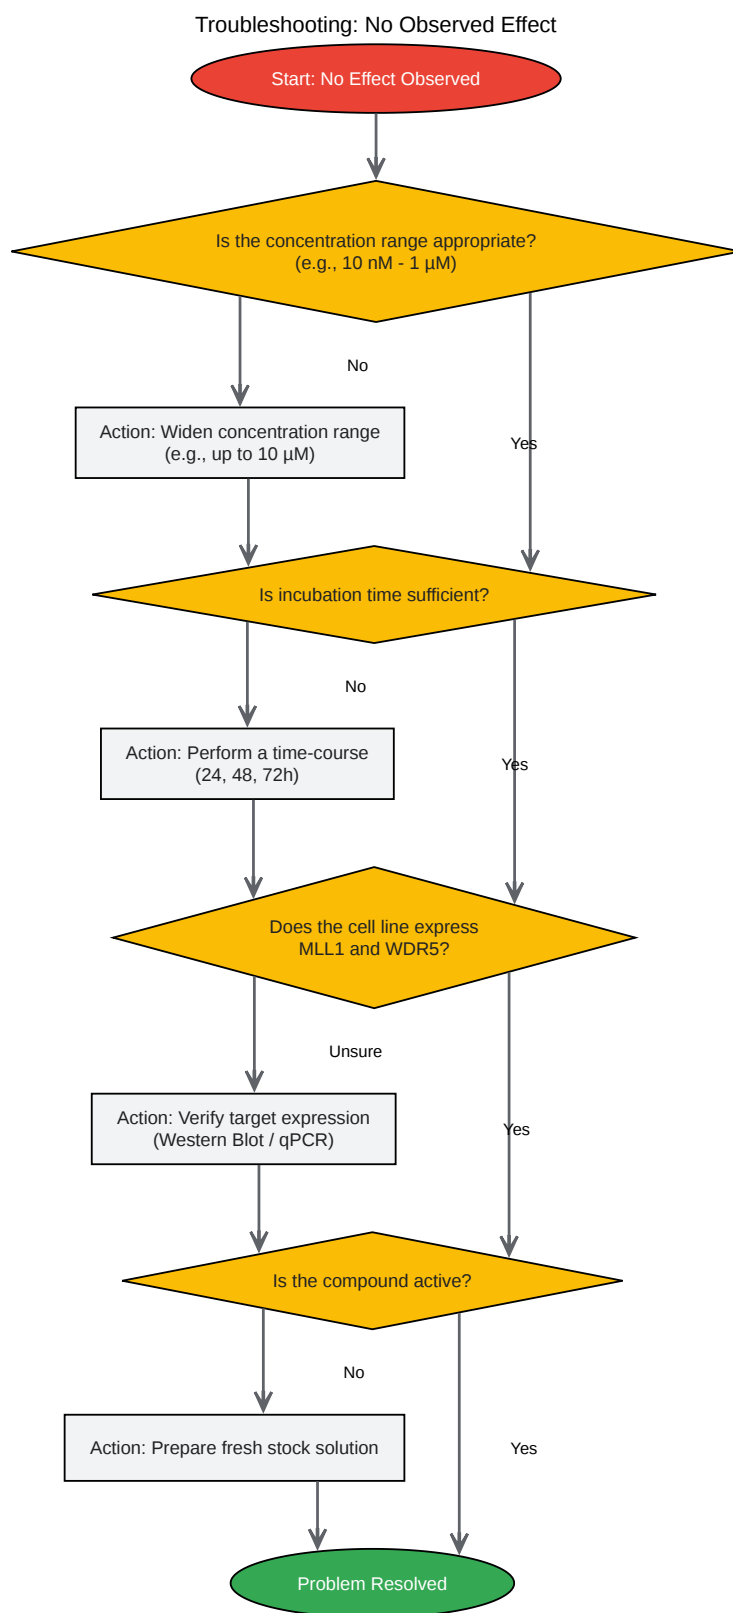 Troubleshooting: No Observed Effect
Start: No Effect Observed
Is the concentration range appropriate?
(e.g., 10 nM - 1 µM)
No
Action: Widen concentration range
(e.g., up to 10 µM)
Yes
Is incubation time sufficient?
No
Action: Perform a time-course
(24, 48, 72h)
Yes
Does the cell line express
MLL1 and WDR5?
Unsure
Action: Verify target expression
(Western Blot / qPCR)
Yes
Is the compound active?
No
Action: Prepare fresh stock solution
Yes
Problem Resolved